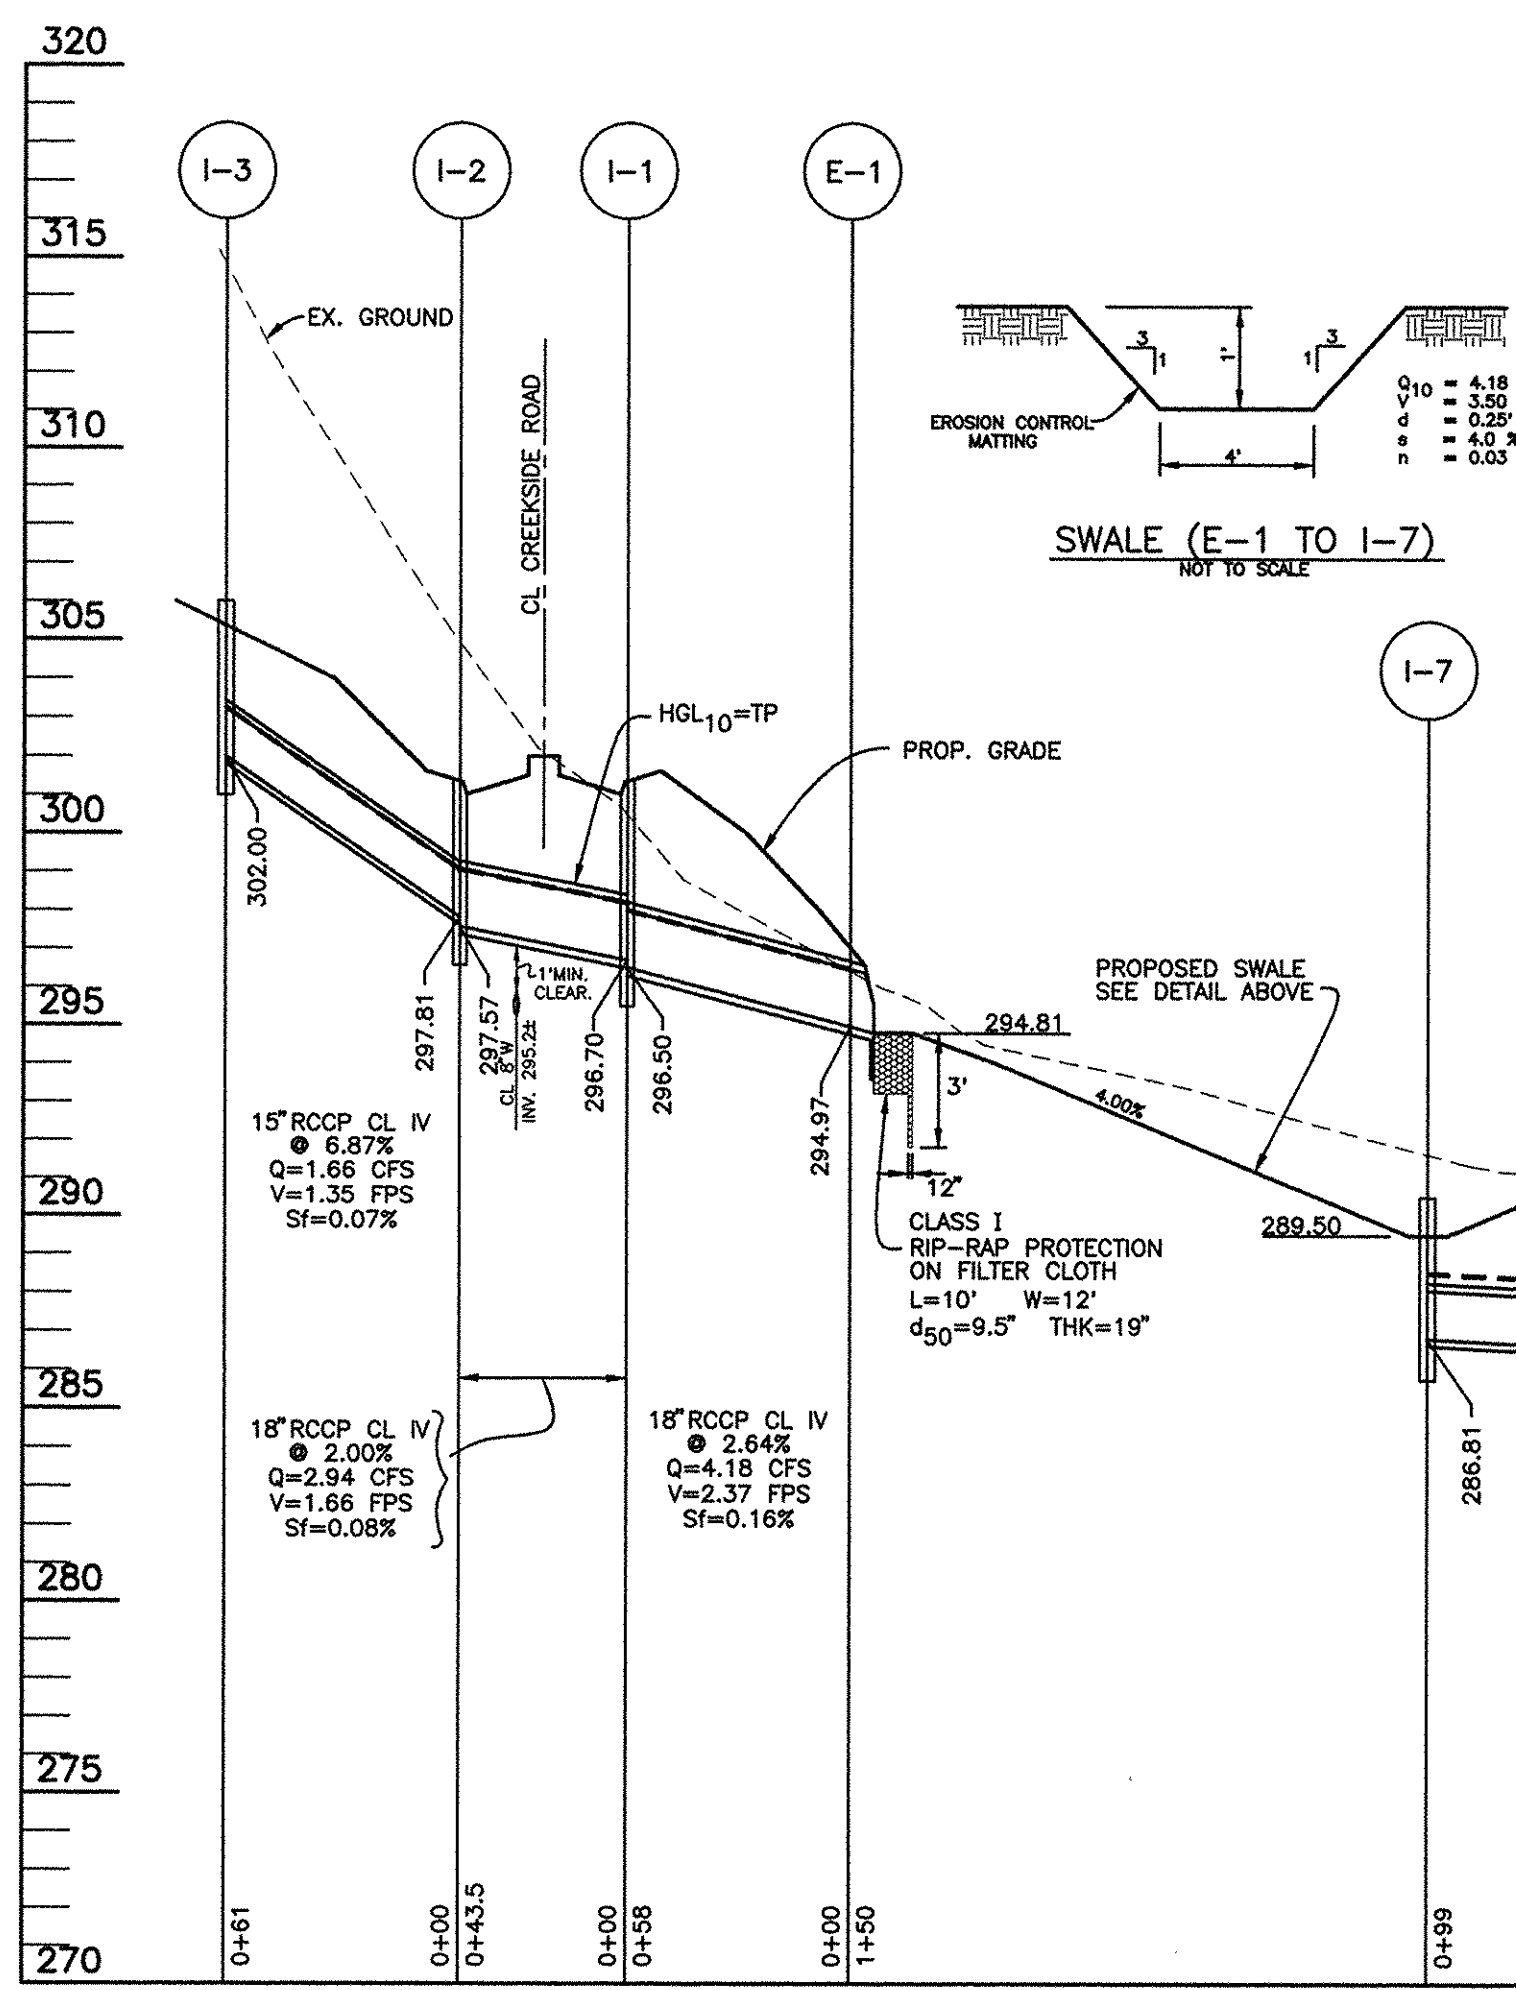 320
315
310
305
300
295
290
285
280
275
270
I-3
I-2
I-1
E-1
EX. GROUND
CL CREEKSIDE ROAD
3
1
1'
3
1
EROSION CONTROL
MATTING
4'
Q10 = 4.18
V = 3.50
d = 0.25'
s = 4.0 %
n = 0.03
SWALE (E-1 TO I-7)
NOT TO SCALE
I-7
HGL10=TP
PROP. GRADE
302.00
297.81
297.57
1'MIN.
CLEAR.
CL 8"W
INV. 295.2±
296.70
296.50
294.97
294.81
3'
12"
PROPOSED SWALE
SEE DETAIL ABOVE
4.00%
289.50
286.81
15"RCCP CL IV
@ 6.87%
Q=1.66 CFS
V=1.35 FPS
Sf=0.07%
CLASS I
RIP-RAP PROTECTION
ON FILTER CLOTH
L=10' W=12'
d50=9.5" THK=19"
18"RCCP CL IV
@ 2.00%
Q=2.94 CFS
V=1.66 FPS
Sf=0.08%
18"RCCP CL IV
@ 2.64%
Q=4.18 CFS
V=2.37 FPS
Sf=0.16%
0+61
0+00
0+43.5
0+00
0+58
0+00
1+50
0+99